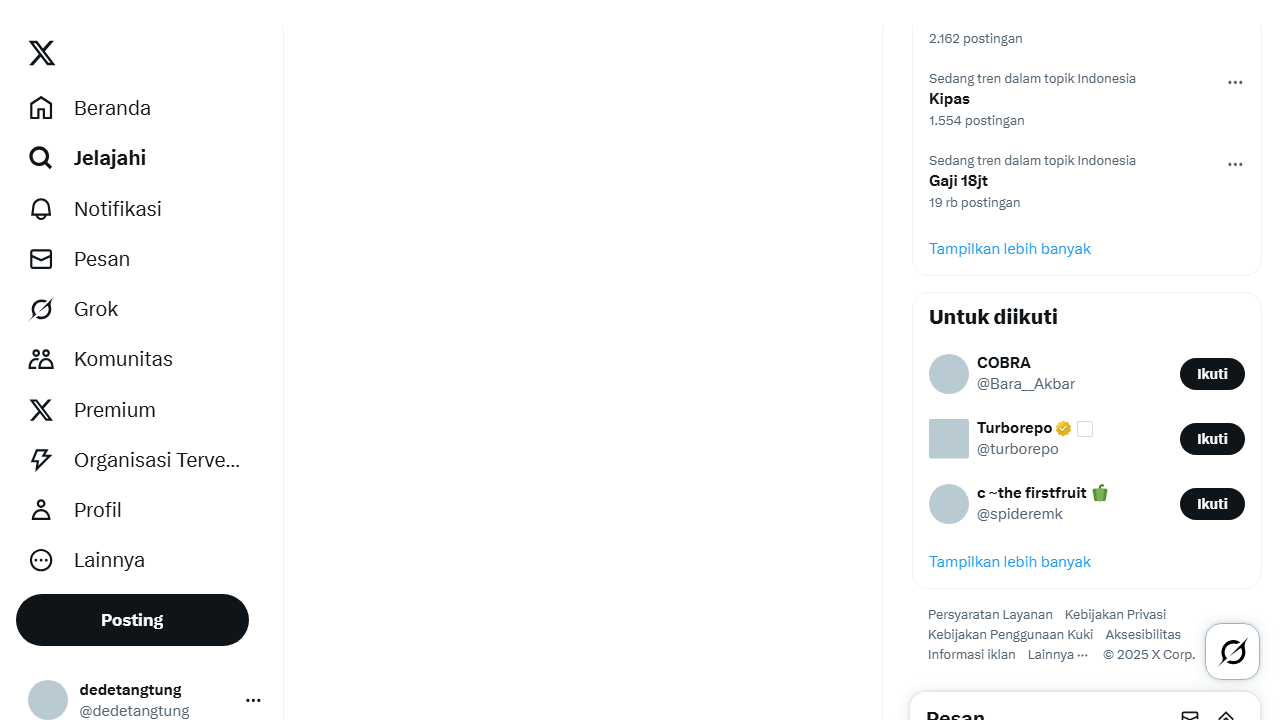 Beranda
Jelajahi
Notifikasi
Pesan
Grok
Komunitas
Premium
Organisasi Terve...
Profil
Lainnya
Posting
dedetangtung
@dedetangtung
2.162 postingan
Sedang tren dalam topik Indonesia
Kipas
1.554 postingan
Sedang tren dalam topik Indonesia
Gaji 18jt
19 rb postingan
Tampilkan lebih banyak
Untuk diikuti
COBRA
@Bara__Akbar
Ikuti
Turborepo
@turborepo
Ikuti
c ~the firstfruit 🫑
@spideremk
Ikuti
Tampilkan lebih banyak
Persyaratan Layanan Kebijakan Privasi
Kebijakan Penggunaan Kuki Aksesibilitas
Informasi iklan Lainnya ··· © 2025 X Corp.
Pesan